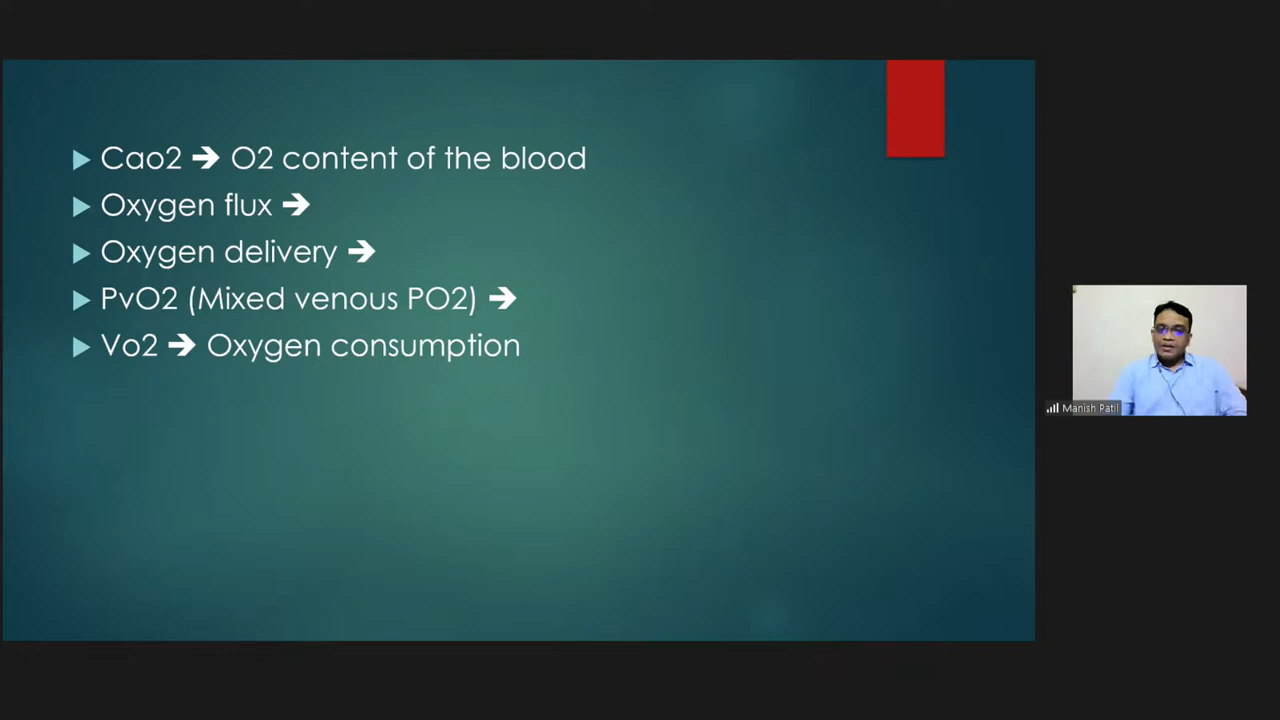 Cao2 ➔ O2 content of the blood
Oxygen flux ➔
Oxygen delivery ➔
PvO2 (Mixed venous PO2) ➔
Vo2 ➔ Oxygen consumption
Manish Patil